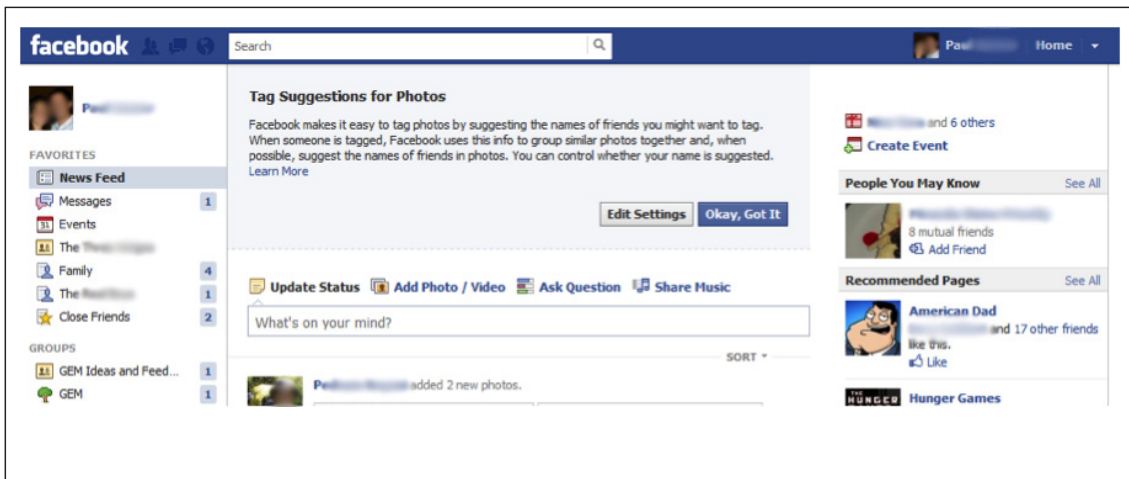 facebook
Search
Paul
Home
Paul
FAVORITES
News Feed
Messages 1
Events
The
Family 4
The 1
Close Friends 2
GROUPS
GEM Ideas and Feed... 1
GEM 1
Tag Suggestions for Photos
Facebook makes it easy to tag photos by suggesting the names of friends you might want to tag.
When someone is tagged, Facebook uses this info to group similar photos together and, when
possible, suggest the names of friends in photos. You can control whether your name is suggested.
Learn More
Edit Settings Okay, Got It
Update Status Add Photo / Video Ask Question Share Music
What's on your mind?
SORT
added 2 new photos.
and 6 others
Create Event
People You May Know See All
8 mutual friends
Add Friend
Recommended Pages See All
American Dad
and 17 other friends
like this.
Like
THE
HUNGER
Hunger Games